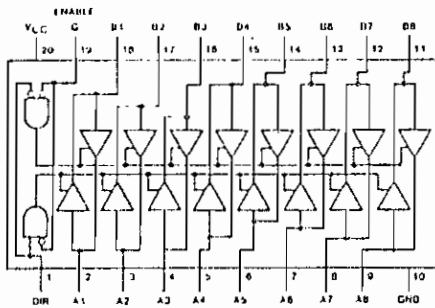 ENABLE
VCC G B1 B2 B3 B4 B5 B6 B7 B8
20 19 18 17 16 15 14 13 12 11
1 2 3 4 5 6 7 8 9 10
DIR A1 A2 A3 A4 A5 A6 A7 A8 GND